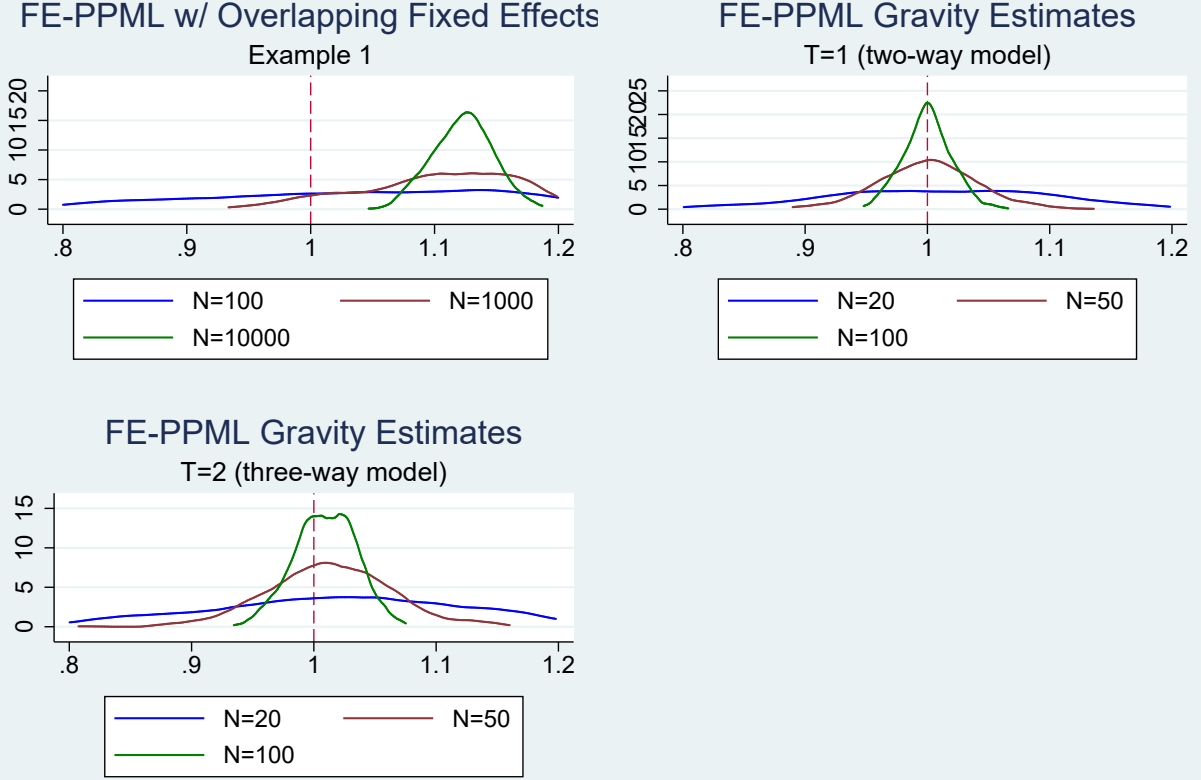 FE-PPML w/ Overlapping Fixed Effects
Example 1
20
15
10
5
0
.8 .9 1 1.1 1.2
N=100 N=1000
N=10000
FE-PPML Gravity Estimates
T=1 (two-way model)
25
20
15
10
5
0
.8 .9 1 1.1 1.2
N=20 N=50
N=100
FE-PPML Gravity Estimates
T=2 (three-way model)
15
10
5
0
.8 .9 1 1.1 1.2
N=20 N=50
N=100